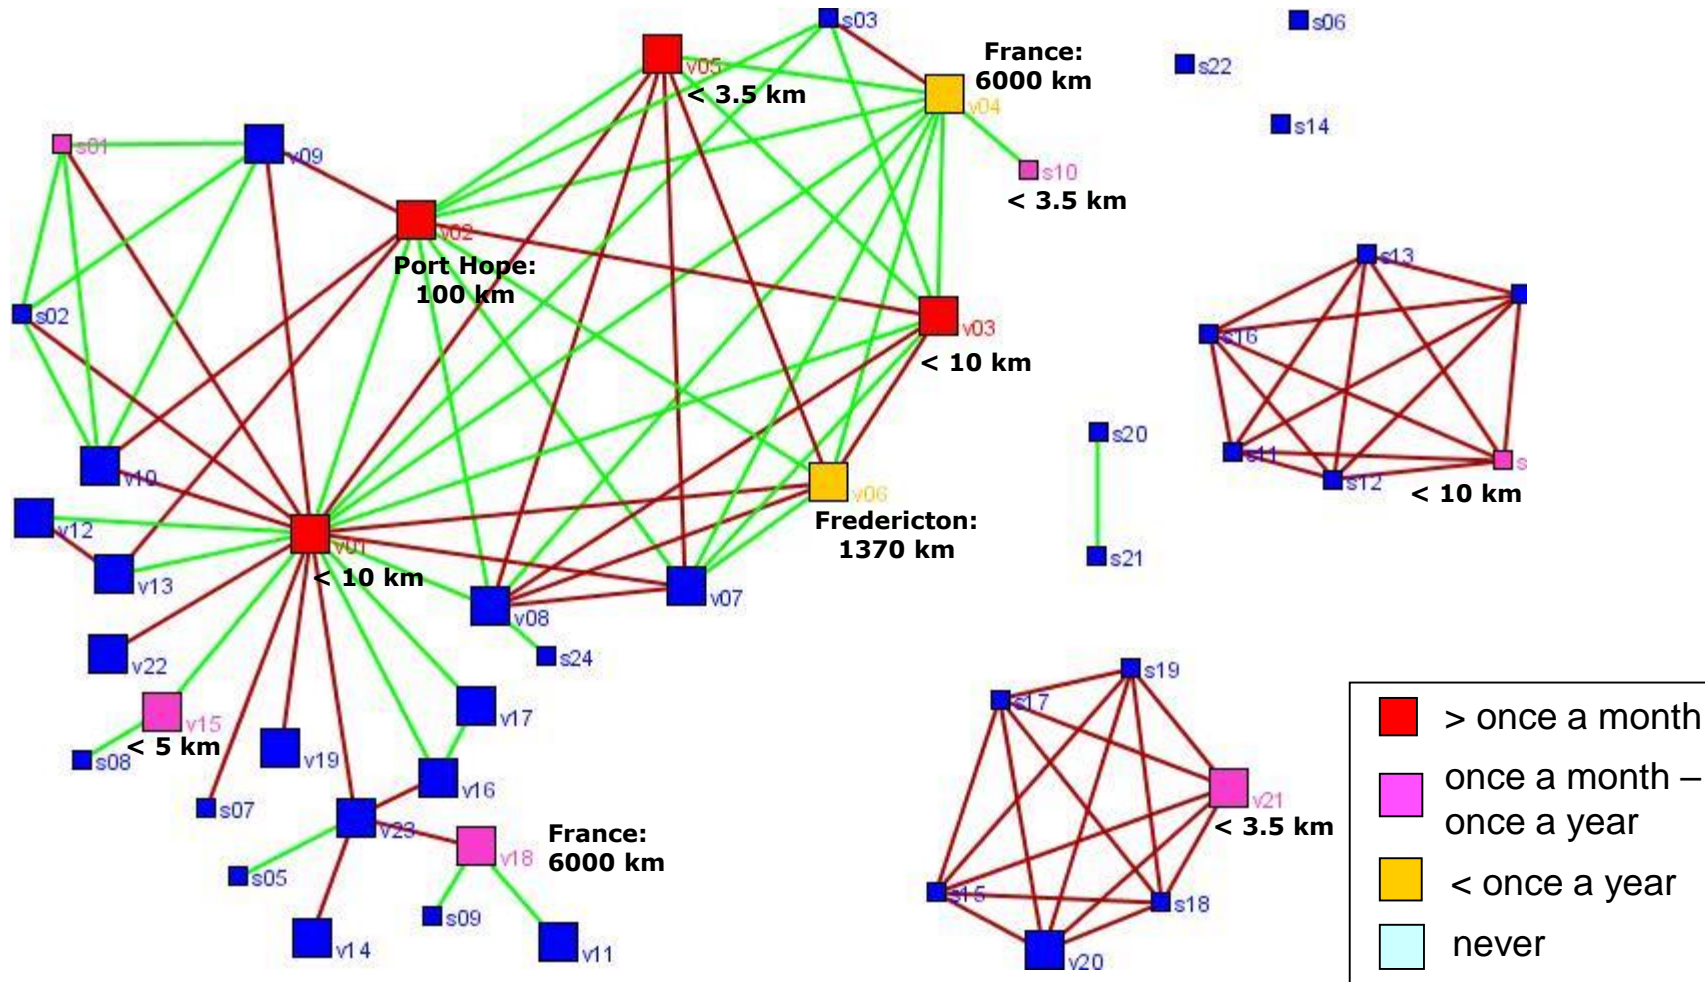 s03
s06
France:
6000 km
v05
s22
< 3.5 km
v04
s14
s01
v09
s10
< 3.5 km
v02
Port Hope:
100 km
s13
s02
v03
s16
< 10 km
s20
s11
s
v10
s12
< 10 km
v06
Fredericton:
1370 km
v12
v01
s21
< 10 km
v13
v07
v08
v22
s24
s19
s17
v17
v15
< 5 km
s08
v19
v16
v21
< 3.5 km
s07
v23
v18
France:
6000 km
s05
s15
s18
s09
v14
v11
v20
> once a month
once a month –
once a year
< once a year
never